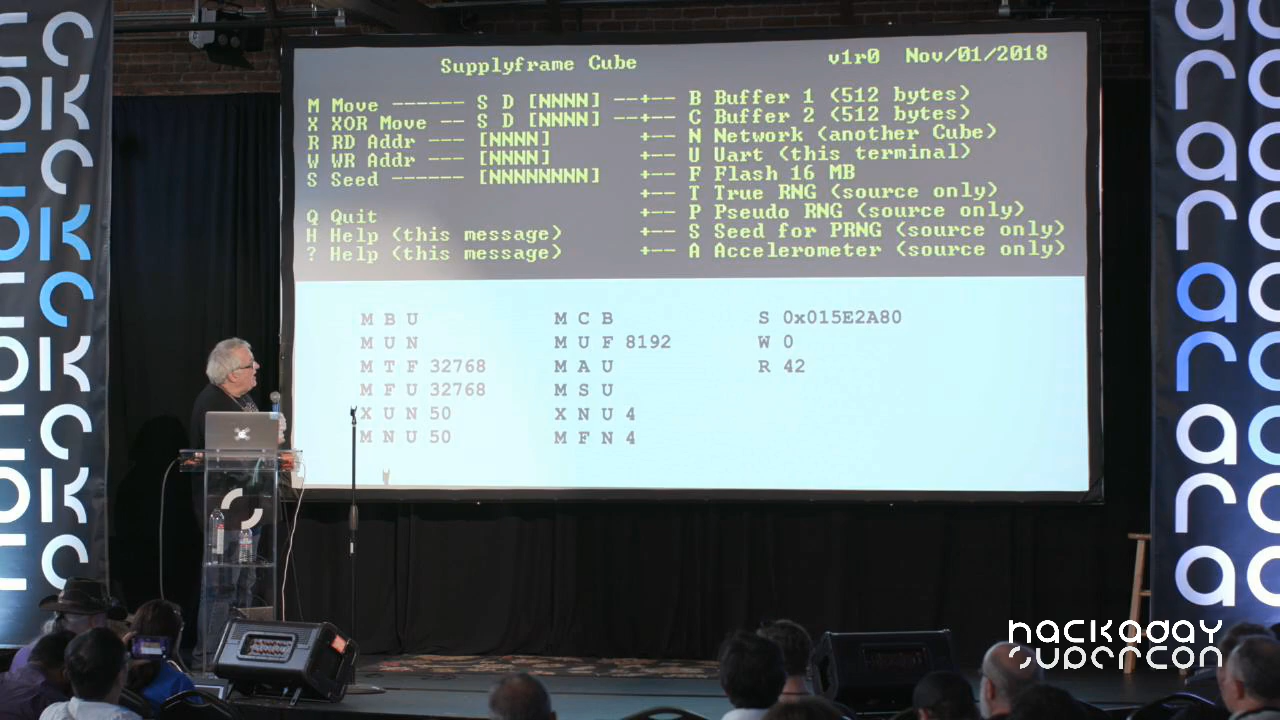 Supplyframe Cube v1r0 Nov/01/2018
M Move ------ S D [NNNN] --+-- B Buffer 1 (512 bytes)
X XOR Move -- S D [NNNN] --+-- C Buffer 2 (512 bytes)
R RD Addr --- [NNNN] +-- N Network (another Cube)
W WR Addr --- [NNNN] +-- U Uart (this terminal)
S Seed ------ [NNNNNNNN] +-- F Flash 16 MB
+-- T True RNG (source only)
Q Quit +-- P Pseudo RNG (source only)
H Help (this message) +-- S Seed for PRNG (source only)
? Help (this message) +-- A Accelerometer (source only)
M B U M C B S 0x015E2A80
M U N M U F 8192 W 0
M T F 32768 M A U R 42
M F U 32768 M S U
X U N 50 X N U 4
M N U 50 M F N 4
hackaday
supercon